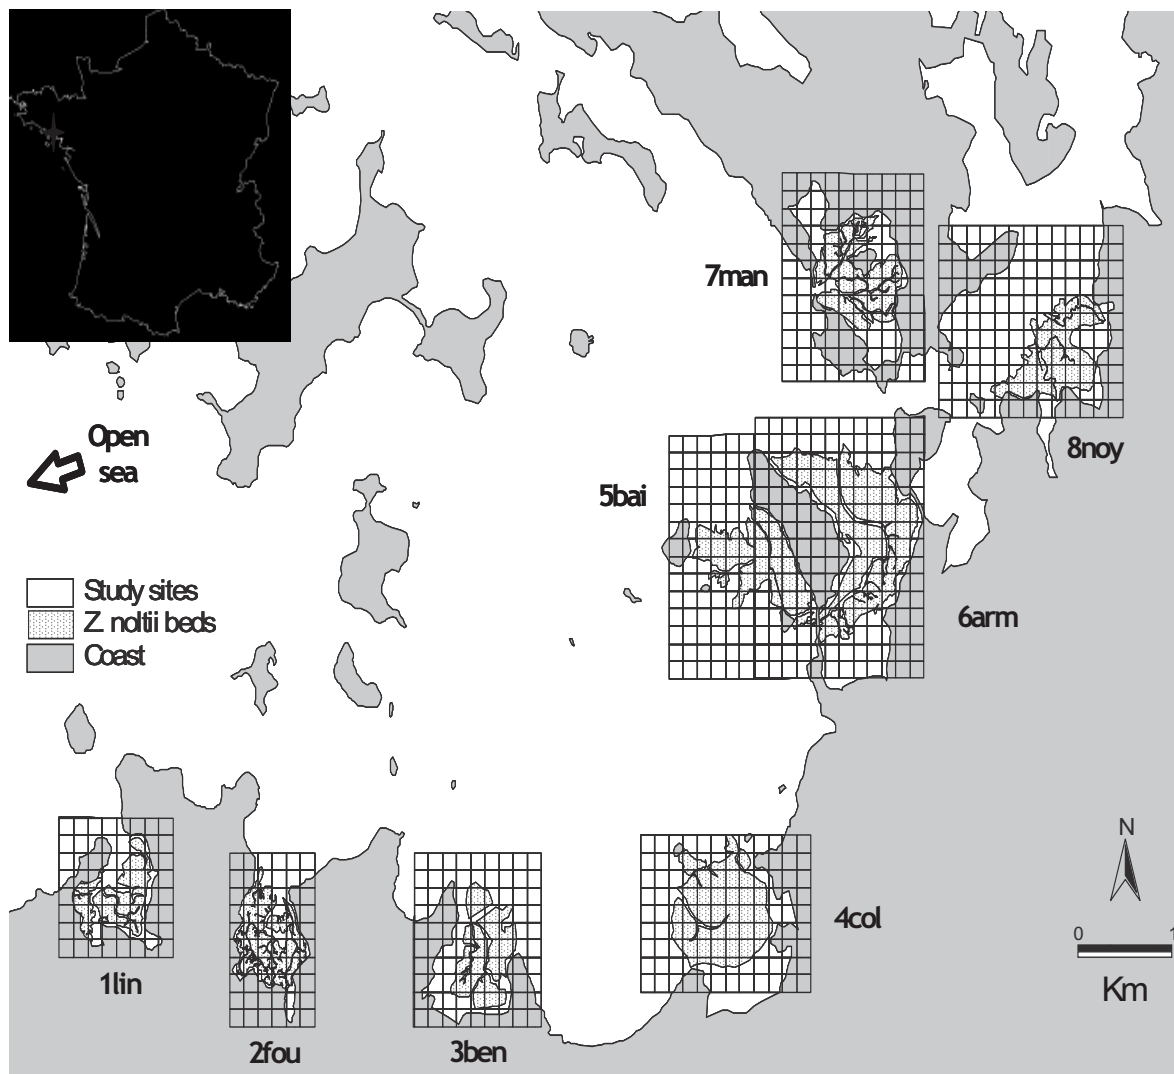 7man
8noy
Open
sea
5bai
Study sites
Z. noltii beds
Coast
6arm
N
4col
0 1
Km
1lin
2fou
3ben